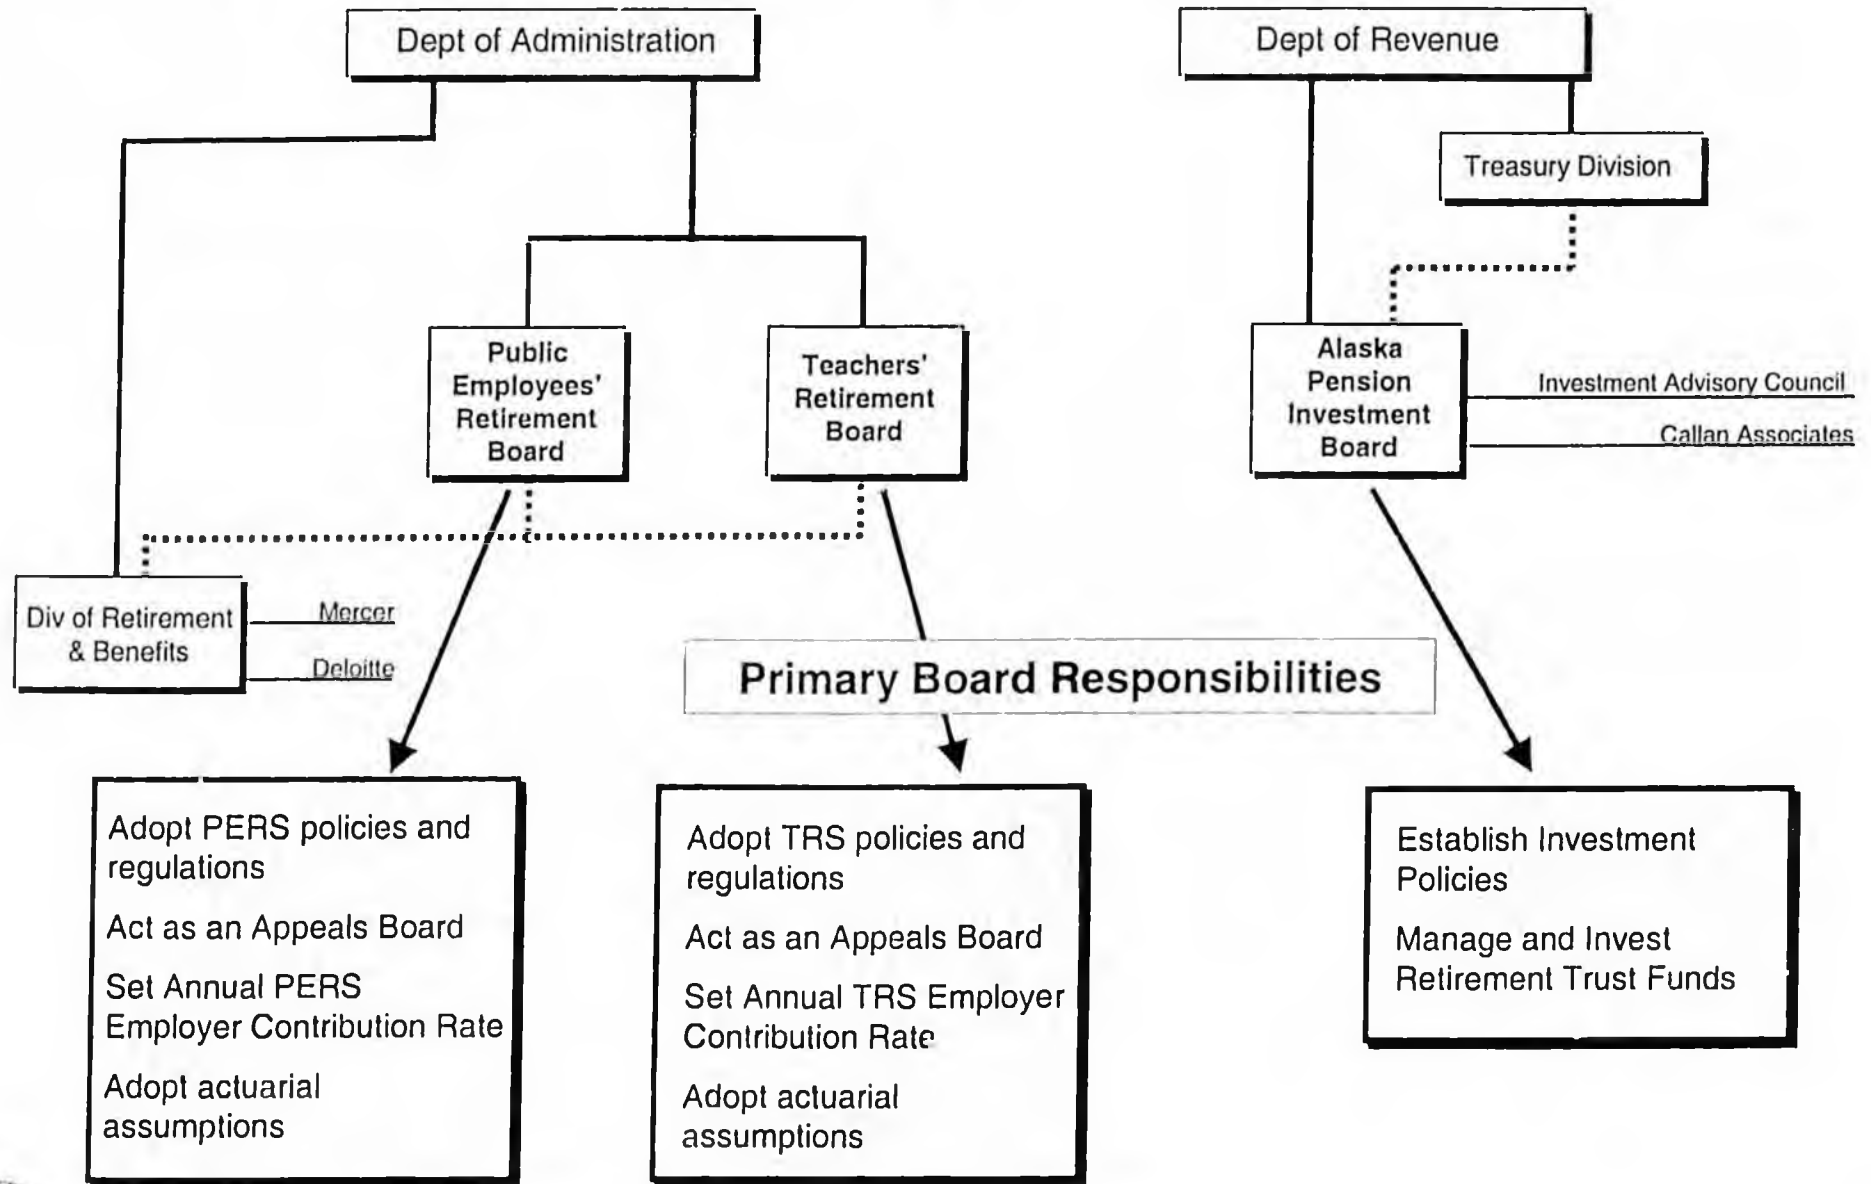 Dept of Administration
Dept of Revenue
Treasury Division
Public
Employees'
Retirement
Board
Teachers'
Retirement
Board
Alaska
Pension
Investment
Board
Investment Advisory Council
Callan Associates
Div of Retirement
& Benefits
Mercer
Deloitte
Primary Board Responsibilities
Adopt PERS policies and
regulations
Act as an Appeals Board
Set Annual PERS
Employer Contribution Rate
Adopt actuarial
assumptions
Adopt TRS policies and
regulations
Act as an Appeals Board
Set Annual TRS Employer
Contribution Rate
Adopt actuarial
assumptions
Establish Investment
Policies
Manage and Invest
Retirement Trust Funds